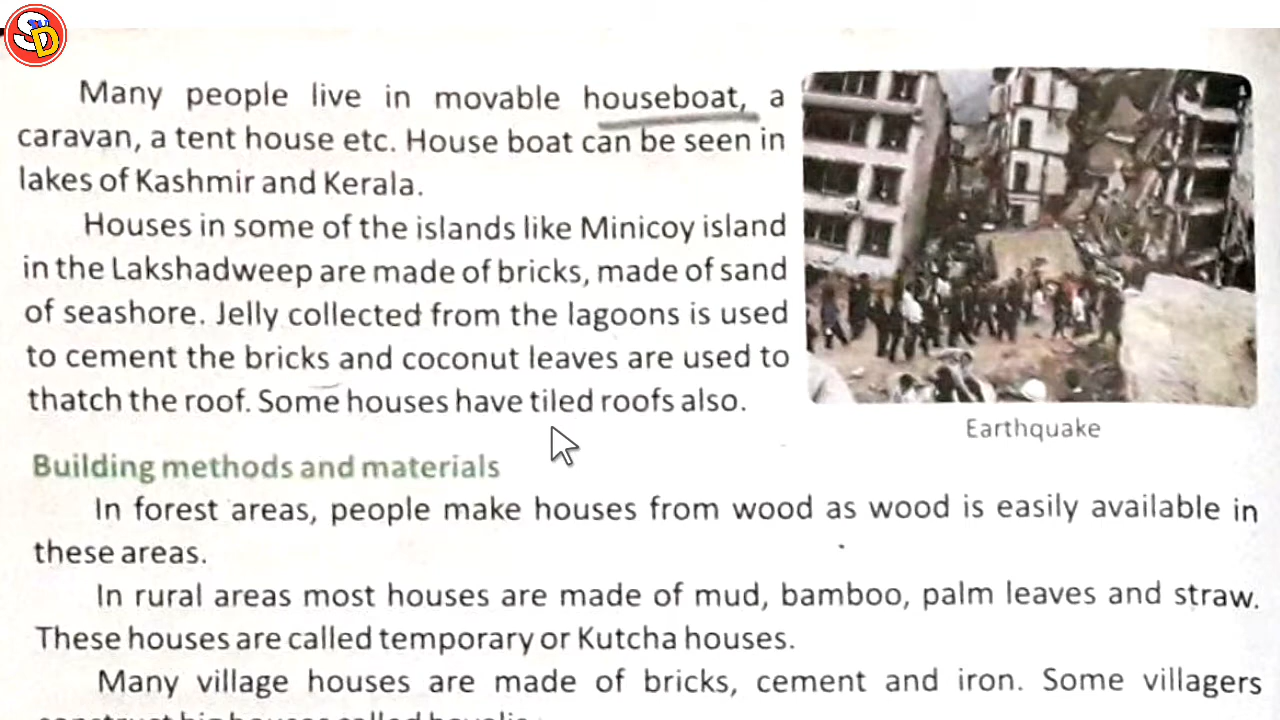 SD
Many people live in movable houseboat, a
caravan, a tent house etc. House boat can be seen in
lakes of Kashmir and Kerala.
Houses in some of the islands like Minicoy island
in the Lakshadweep are made of bricks, made of sand
of seashore. Jelly collected from the lagoons is used
to cement the bricks and coconut leaves are used to
thatch the roof. Some houses have tiled roofs also.
Earthquake
Building methods and materials
In forest areas, people make houses from wood as wood is easily available in
these areas.
In rural areas most houses are made of mud, bamboo, palm leaves and straw.
These houses are called temporary or Kutcha houses.
Many village houses are made of bricks, cement and iron. Some villagers